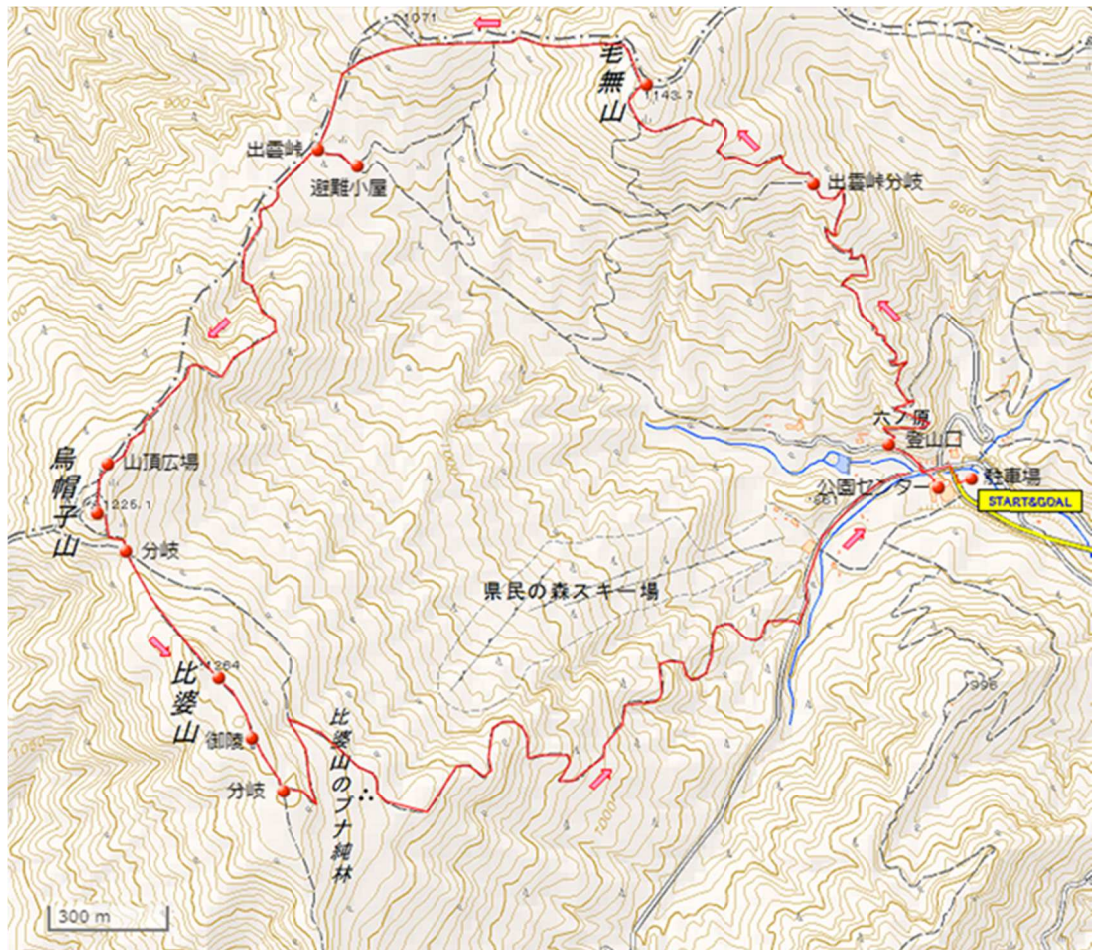 1071
毛無山
1143.7
900
出雲峠
避難小屋
出雲峠分岐
960
六ノ原
登山口
駐車場
公園センター
START&GOAL
烏帽子山
山頂広場
1225.1
分岐
1000
県民の森スキー場
比婆山
1264
御陵
分岐
比婆山のブナ純林
996
1000
300 m